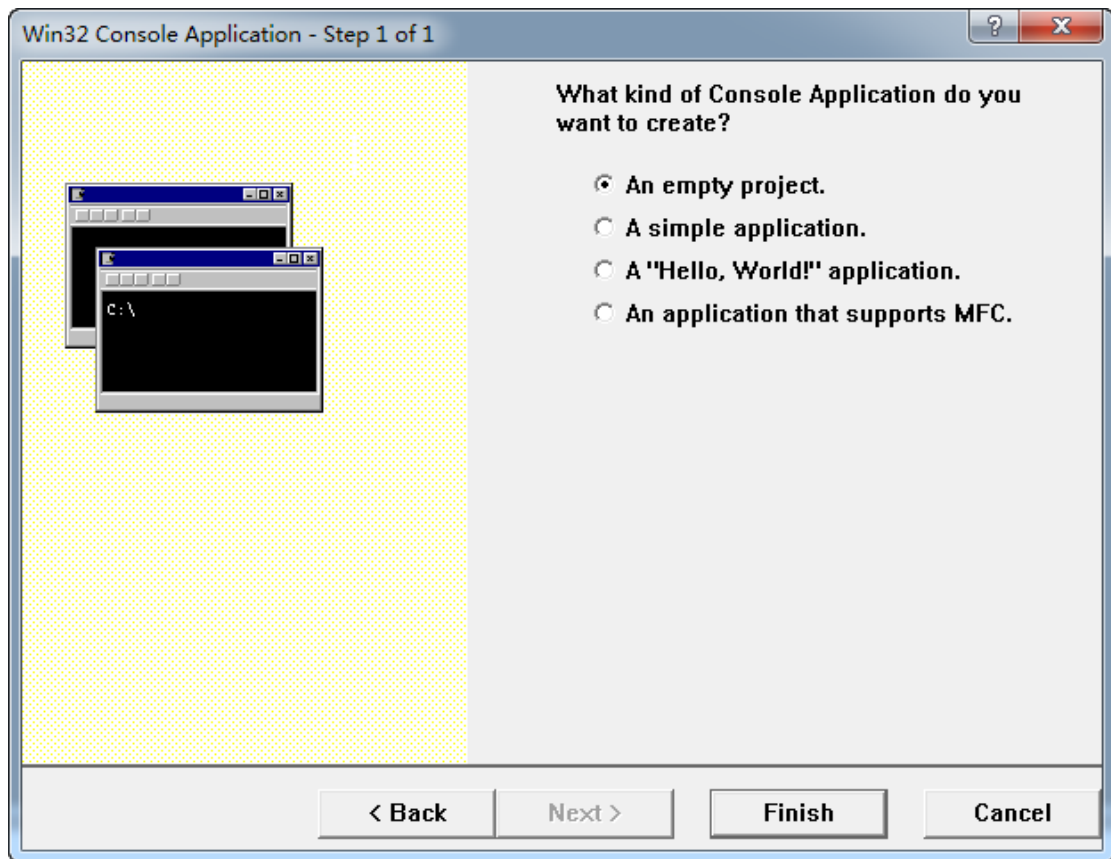 Win32 Console Application - Step 1 of 1
What kind of Console Application do you
want to create?
An empty project.
A simple application.
A "Hello, World!" application.
An application that supports MFC.
C:\
< Back
Next >
Finish
Cancel